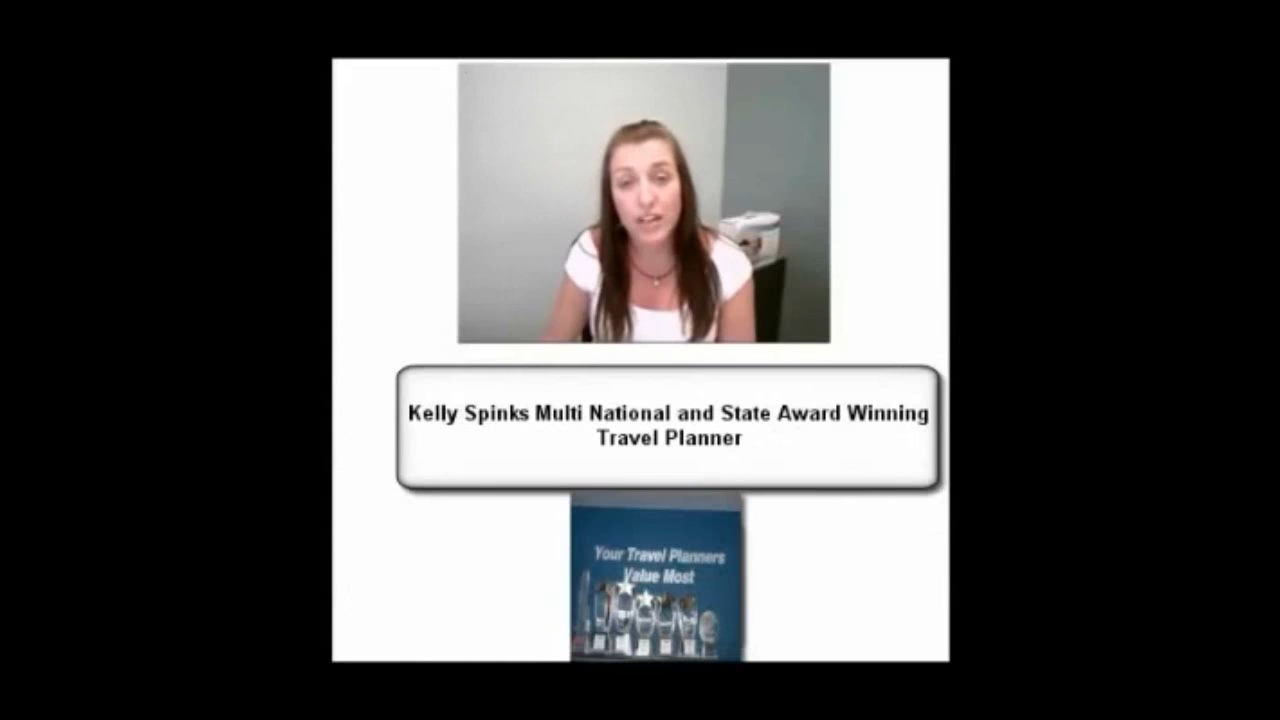 Kelly Spinks Multi National and State Award Winning
Travel Planner
Your Travel Planners
Value Most